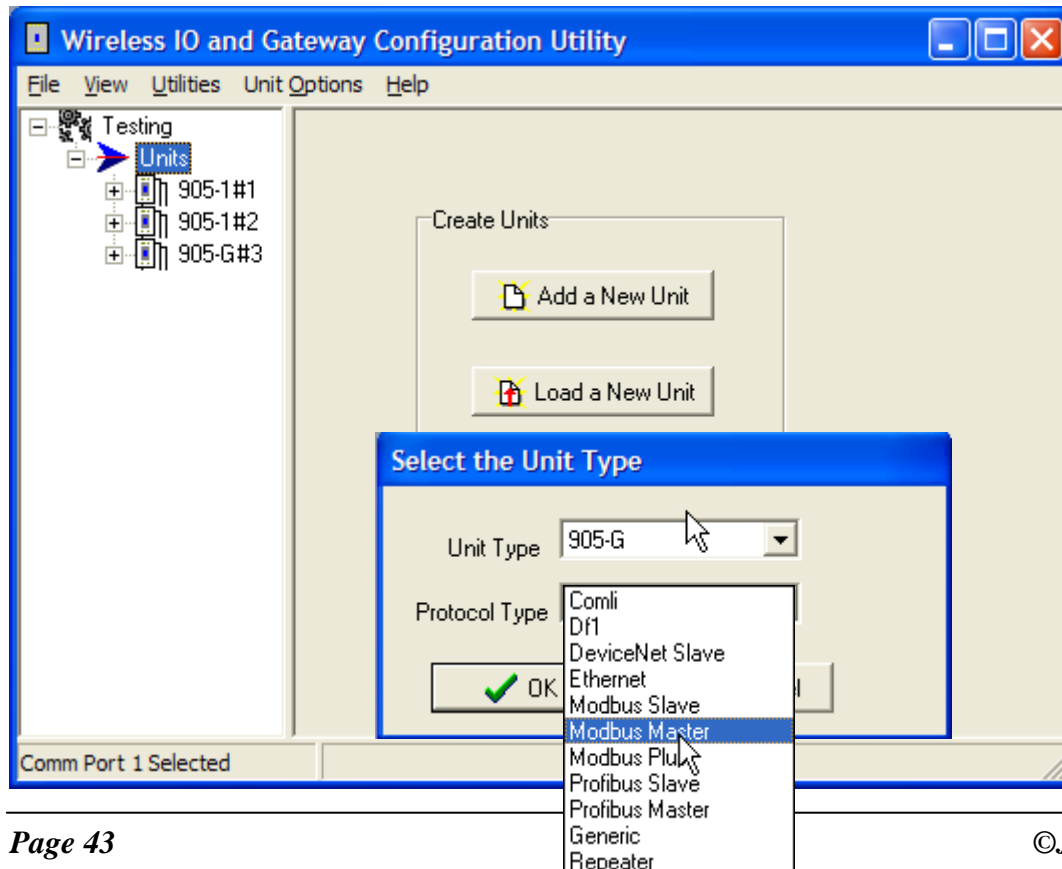 Wireless IO and Gateway Configuration Utility
File View Utilities Unit Options Help
Testing
Units
905-1#1
905-1#2
905-G#3
Create Units
Add a New Unit
Load a New Unit
Select the Unit Type
Unit Type 905-G
Protocol Type
Comli
Df1
DeviceNet Slave
Ethernet
Modbus Slave
Modbus Master
Modbus Plus
Profibus Slave
Profibus Master
Generic
Repeater
OK
Comm Port 1 Selected
Page 43
©